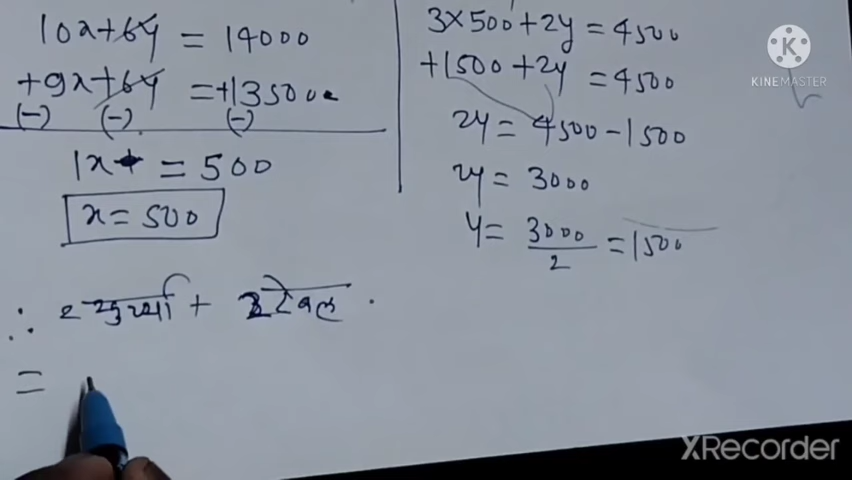 10x+6y = 14000
+9x+6y = +13500
(-) (-) (-)
1x = 500
x = 500
3×500+2y = 4500
+1500+2y = 4500
2y = 4500-1500
2y = 3000
y = 3000/2 = 1500
∴ 2 कुर्सी + 2 टेबल .
=
K
KINEMASTER
XRecorder